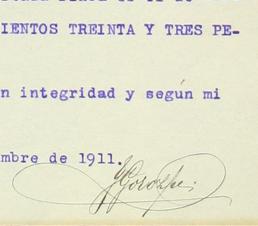 IENTOS TREINTA Y TRES PE-
n integridad y según mi
mbre de 1911.